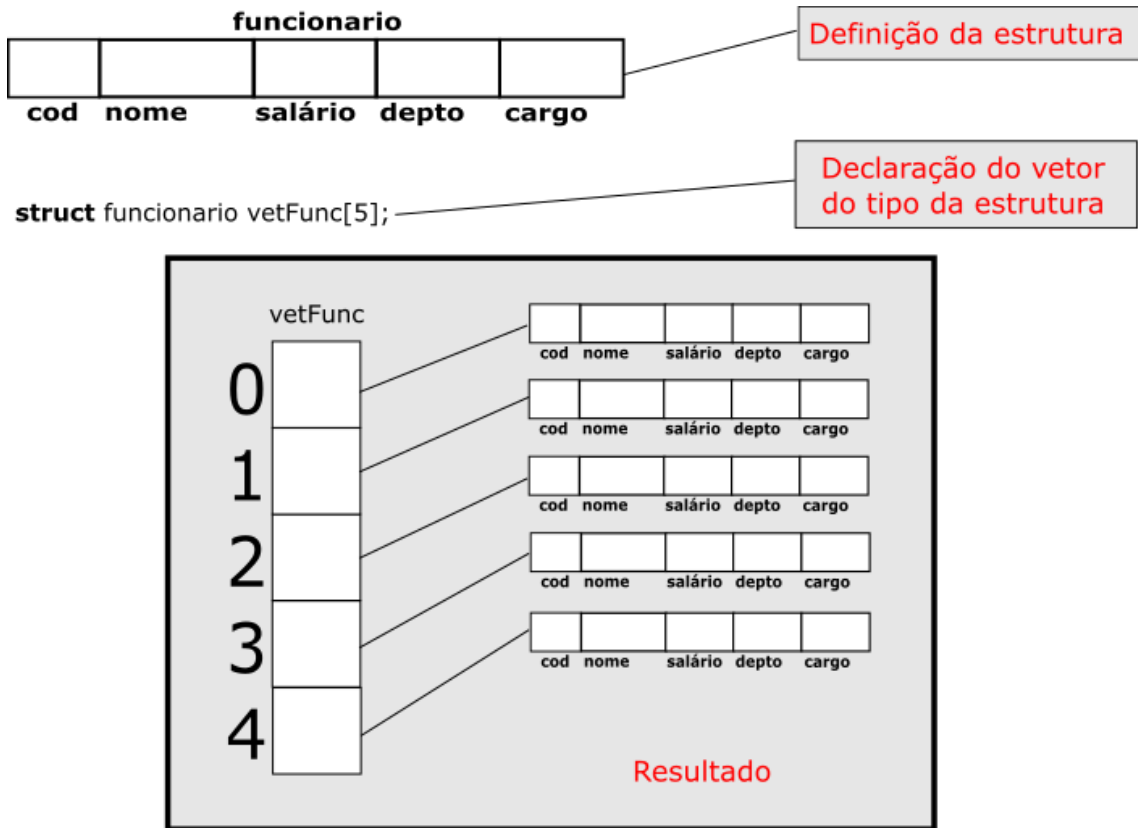 funcionario
Definição da estrutura
cod nome salário depto cargo
Declaração do vetor
do tipo da estrutura
struct funcionario vetFunc[5];
vetFunc
0
cod nome salário depto cargo
1
cod nome salário depto cargo
2
cod nome salário depto cargo
3
cod nome salário depto cargo
4
cod nome salário depto cargo
Resultado